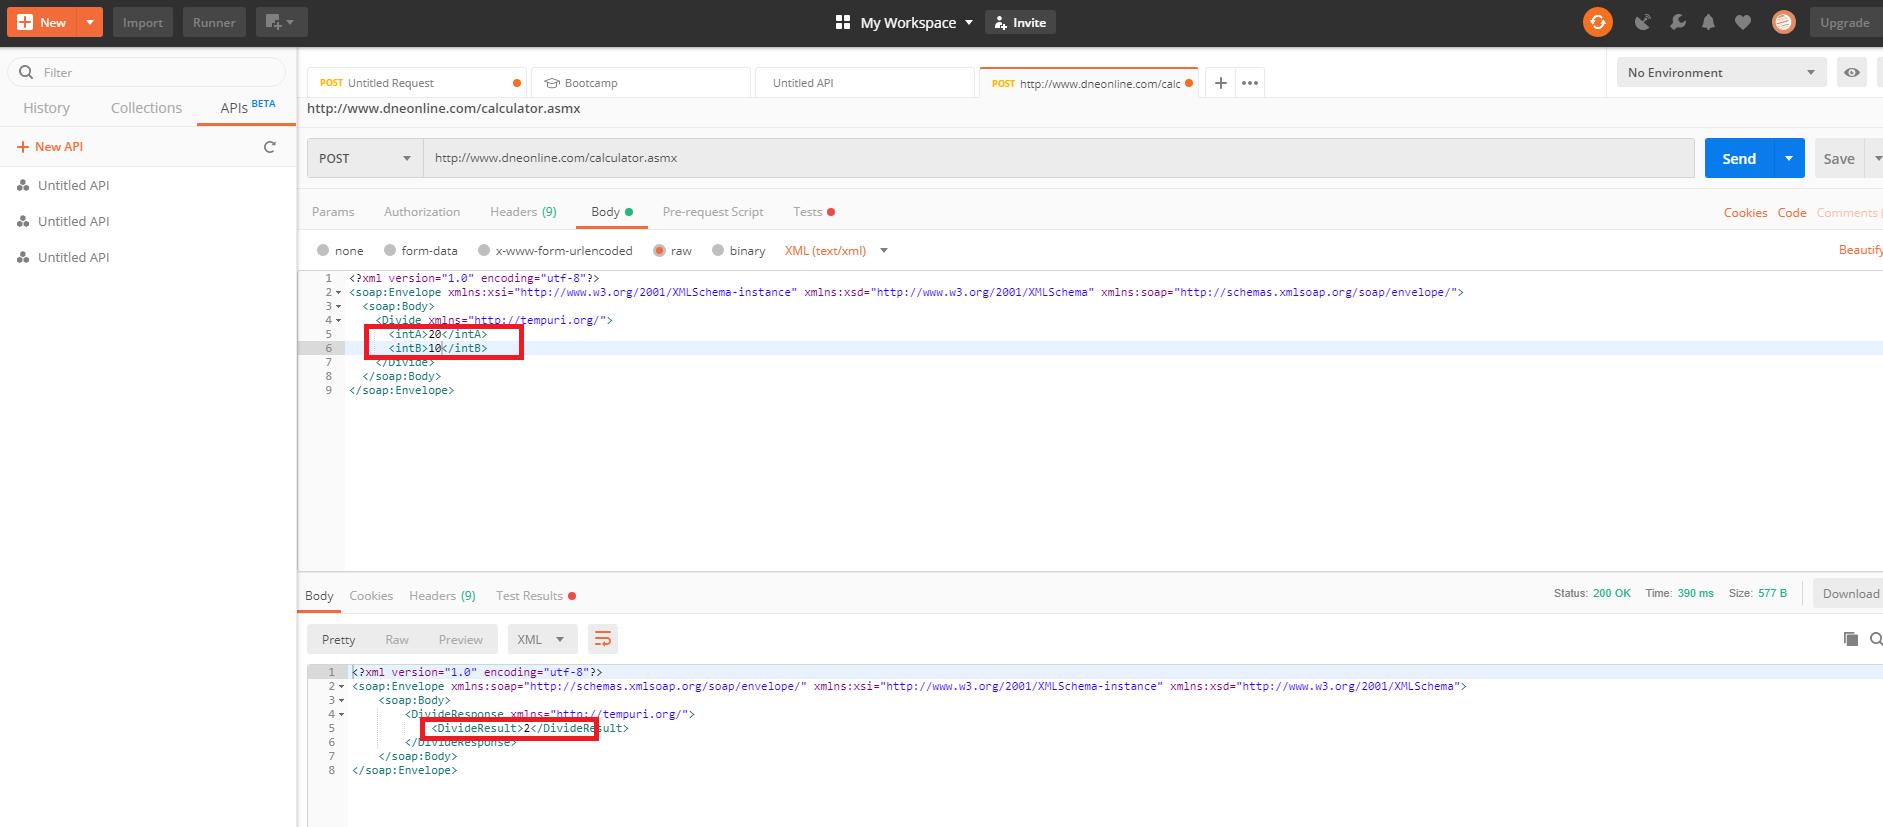 New Import Runner My Workspace Invite Upgrade
Filter
History Collections APIs BETA
New API
Untitled API
Untitled API
Untitled API
POST Untitled Request Bootcamp Untitled API POST http://www.dneonline.com/calc No Environment
http://www.dneonline.com/calculator.asmx
POST http://www.dneonline.com/calculator.asmx Send Save
Params Authorization Headers (9) Body Pre-request Script Tests Cookies Code Comments (
none form-data x-www-form-urlencoded raw binary XML (text/xml) Beautify
1 <?xml version="1.0" encoding="utf-8"?>
2 <soap:Envelope xmlns:xsi="http://www.w3.org/2001/XMLSchema-instance" xmlns:xsd="http://www.w3.org/2001/XMLSchema" xmlns:soap="http://schemas.xmlsoap.org/soap/envelope/">
3 <soap:Body>
4 <Divide xmlns="http://tempuri.org/">
5 <intA>20</intA>
6 <intB>10</intB>
7 </Divide>
8 </soap:Body>
9 </soap:Envelope>
Body Cookies Headers (9) Test Results Status: 200 OK Time: 390 ms Size: 577 B Download
Pretty Raw Preview XML
1 <?xml version="1.0" encoding="utf-8"?>
2 <soap:Envelope xmlns:soap="http://schemas.xmlsoap.org/soap/envelope/" xmlns:xsi="http://www.w3.org/2001/XMLSchema-instance" xmlns:xsd="http://www.w3.org/2001/XMLSchema">
3 <soap:Body>
4 <DivideResponse xmlns="http://tempuri.org/">
5 <DivideResult>2</DivideResult>
6 </DivideResponse>
7 </soap:Body>
8 </soap:Envelope>